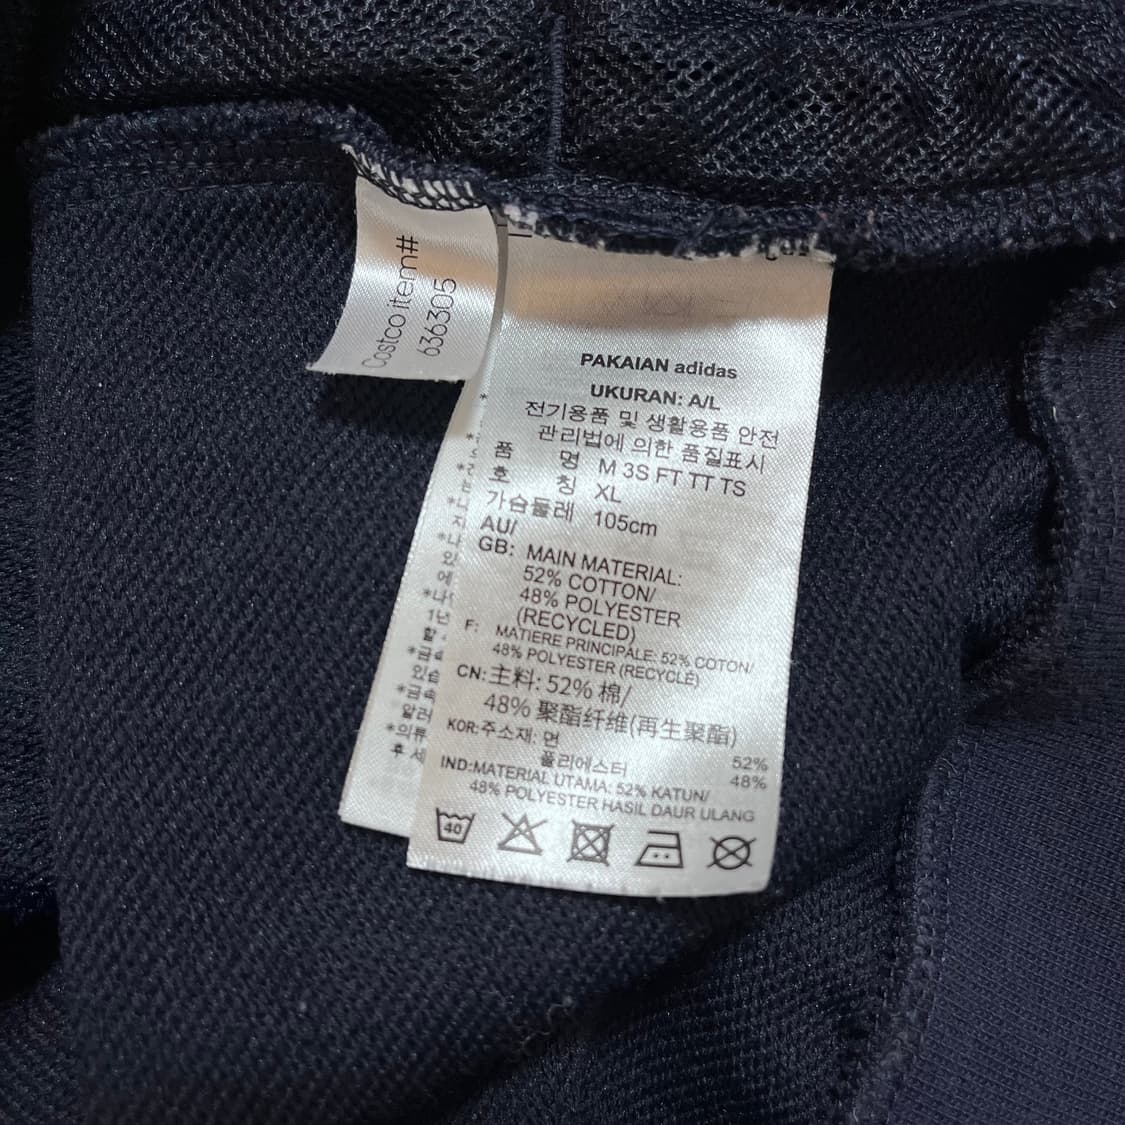 Costco item#
636305
PAKAIAN adidas
UKURAN: A/L
전기용품 및 생활용품 안전
관리법에 의한 품질표시
품 명 M 3S FT TT TS
호 칭 XL
가슴둘레 105cm
AU/
GB: MAIN MATERIAL:
52% COTTON/
48% POLYESTER
(RECYCLED)
F: MATIERE PRINCIPALE: 52% COTON/
48% POLYESTER (RECYCLÉ)
CN: 主料: 52% 棉/
48% 聚酯纤维(再生聚酯)
KOR: 주소재: 면 52%
폴리에스터 48%
IND: MATERIAL UTAMA: 52% KATUN/
48% POLYESTER HASIL DAUR ULANG
40